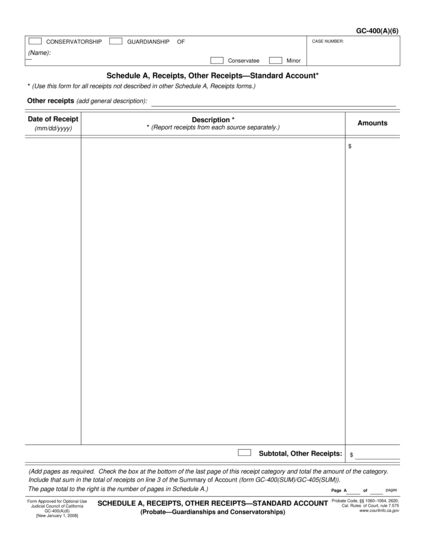 GC-400(A)(6)
CONSERVATORSHIP GUARDIANSHIP OF
CASE NUMBER:
(Name):
Conservatee Minor
Schedule A, Receipts, Other Receipts—Standard Account*
* (Use this form for all receipts not described in other Schedule A, Receipts forms.)
Other receipts (add general description):
Date of Receipt
(mm/dd/yyyy)
Description *
* (Report receipts from each source separately.)
Amounts
$
Subtotal, Other Receipts: $
(Add pages as required. Check the box at the bottom of the last page of this receipt category and total the amount of the category.
Include that sum in the total of receipts on line 3 of the Summary of Account (form GC-400(SUM)/GC-405(SUM)).
The page total to the right is the number of pages in Schedule A.)
Page A of pages
Form Approved for Optional Use
Judicial Council of California
GC-400(A)(6)
[New January 1, 2008]
SCHEDULE A, RECEIPTS, OTHER RECEIPTS—STANDARD ACCOUNT
(Probate—Guardianships and Conservatorships)
Probate Code, §§ 1060–1064, 2620;
Cal. Rules of Court, rule 7.575
www.courtinfo.ca.gov